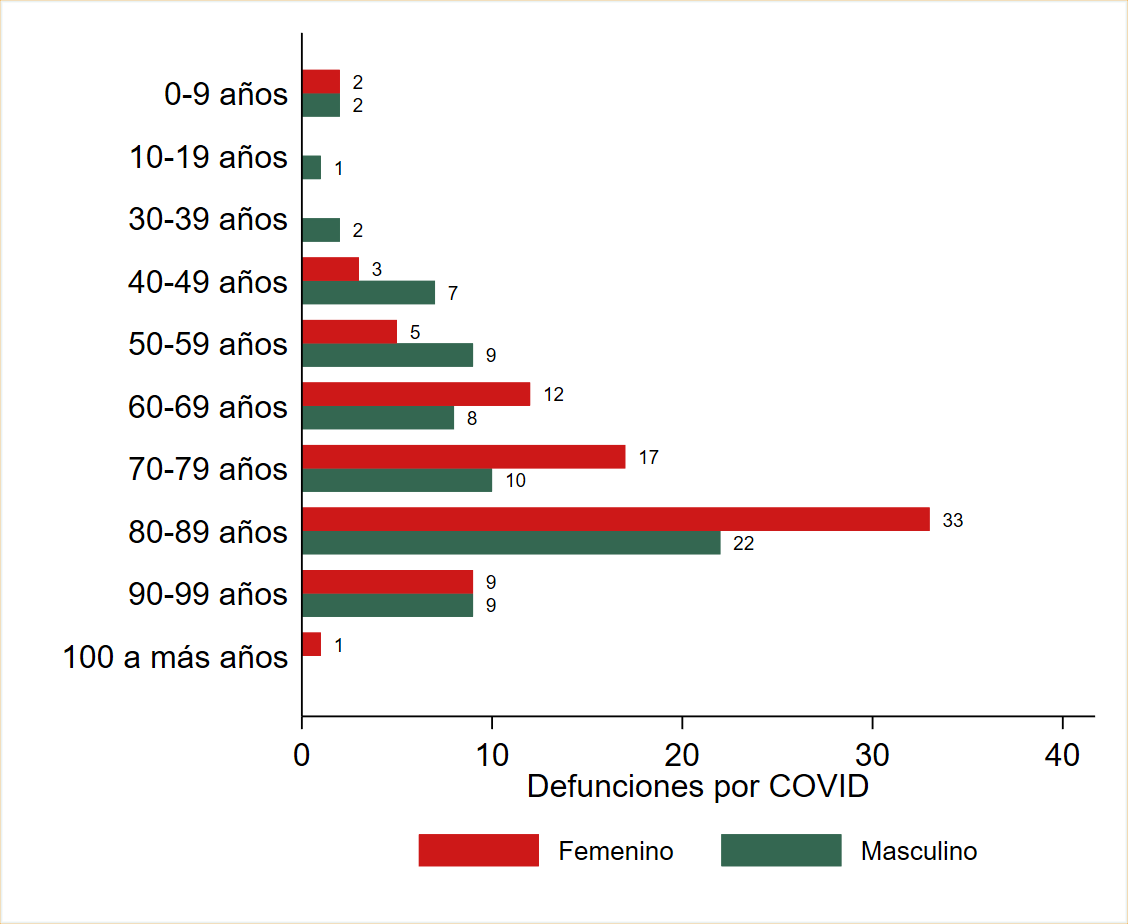 0-9 años
2
2
10-19 años
1
30-39 años
2
40-49 años
3
7
50-59 años
5
9
60-69 años
12
8
70-79 años
17
10
80-89 años
33
22
90-99 años
9
9
100 a más años
1
0 10 20 30 40
Defunciones por COVID
Femenino Masculino